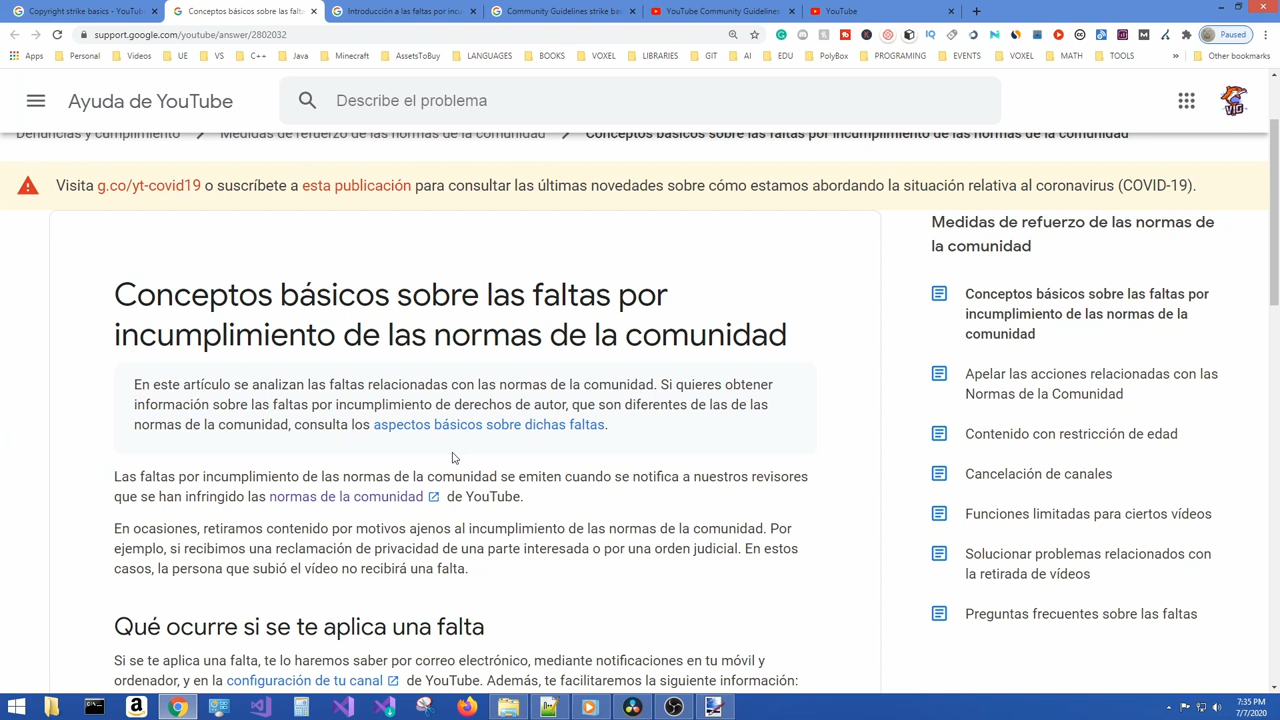 Copyright strike basics - YouTub
Conceptos básicos sobre las falt
Introducción a las faltas por inc
Community Guidelines strike bas
YouTube Community Guidelines
YouTube
support.google.com/youtube/answer/2802032
Paused
Apps
Personal
Videos
UE
VS
C++
Java
Minecraft
AssetsToBuy
LANGUAGES
BOOKS
VOXEL
LIBRARIES
GIT
AI
EDU
PolyBox
PROGRAMING
EVENTS
VOXEL
MATH
TOOLS
»
Other bookmarks
Ayuda de YouTube
Describe el problema
Denuncias y cumplimiento > Medidas de refuerzo de las normas de la comunidad > Conceptos básicos sobre las faltas por incumplimiento de las normas de la comunidad
Visita g.co/yt-covid19 o suscríbete a esta publicación para consultar las últimas novedades sobre cómo estamos abordando la situación relativa al coronavirus (COVID-19).
Conceptos básicos sobre las faltas por
incumplimiento de las normas de la comunidad
En este artículo se analizan las faltas relacionadas con las normas de la comunidad. Si quieres obtener
información sobre las faltas por incumplimiento de derechos de autor, que son diferentes de las de las
normas de la comunidad, consulta los aspectos básicos sobre dichas faltas.
Las faltas por incumplimiento de las normas de la comunidad se emiten cuando se notifica a nuestros revisores
que se han infringido las normas de la comunidad de YouTube.
En ocasiones, retiramos contenido por motivos ajenos al incumplimiento de las normas de la comunidad. Por
ejemplo, si recibimos una reclamación de privacidad de una parte interesada o por una orden judicial. En estos
casos, la persona que subió el vídeo no recibirá una falta.
Qué ocurre si se te aplica una falta
Si se te aplica una falta, te lo haremos saber por correo electrónico, mediante notificaciones en tu móvil y
ordenador, y en la configuración de tu canal de YouTube. Además, te facilitaremos la siguiente información:
Medidas de refuerzo de las normas de
la comunidad
Conceptos básicos sobre las faltas por
incumplimiento de las normas de la
comunidad
Apelar las acciones relacionadas con las
Normas de la Comunidad
Contenido con restricción de edad
Cancelación de canales
Funciones limitadas para ciertos vídeos
Solucionar problemas relacionados con
la retirada de vídeos
Preguntas frecuentes sobre las faltas
7:35 PM
7/7/2020